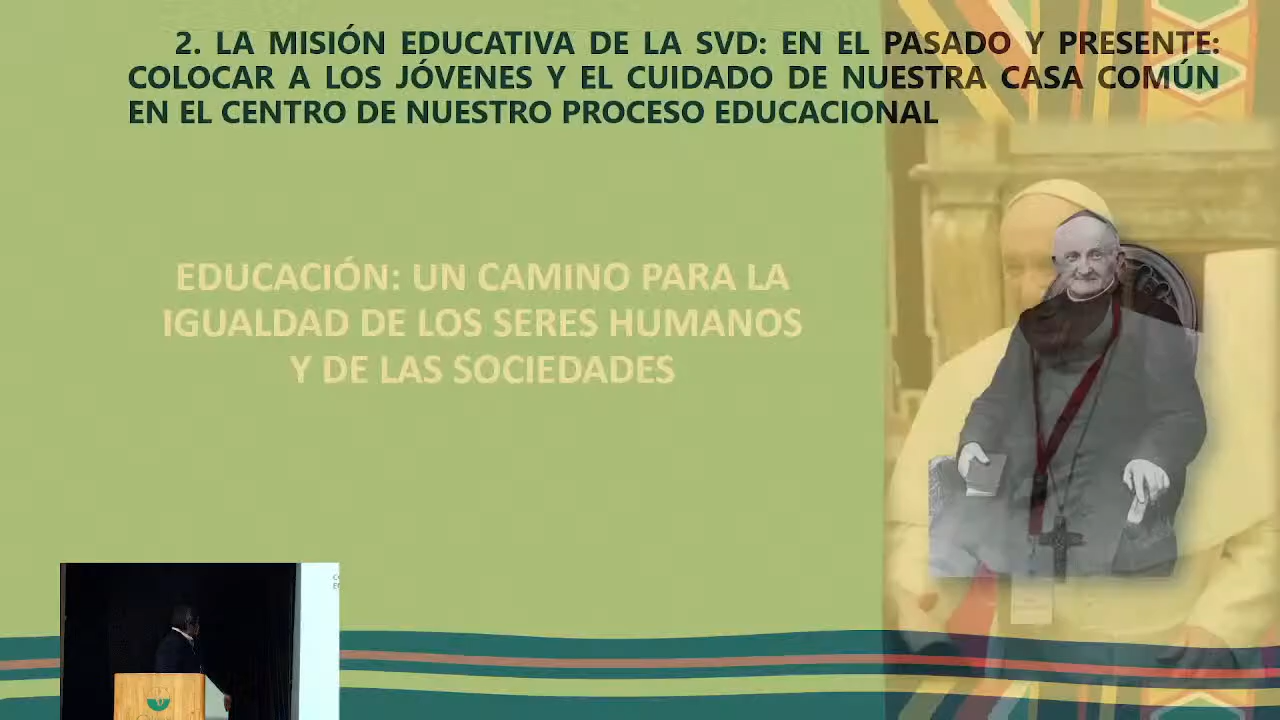 2. LA MISIÓN EDUCATIVA DE LA SVD: EN EL PASADO Y PRESENTE:
COLOCAR A LOS JÓVENES Y EL CUIDADO DE NUESTRA CASA COMÚN
EN EL CENTRO DE NUESTRO PROCESO EDUCACIONAL
EDUCACIÓN: UN CAMINO PARA LA
IGUALDAD DE LOS SERES HUMANOS
Y DE LAS SOCIEDADES